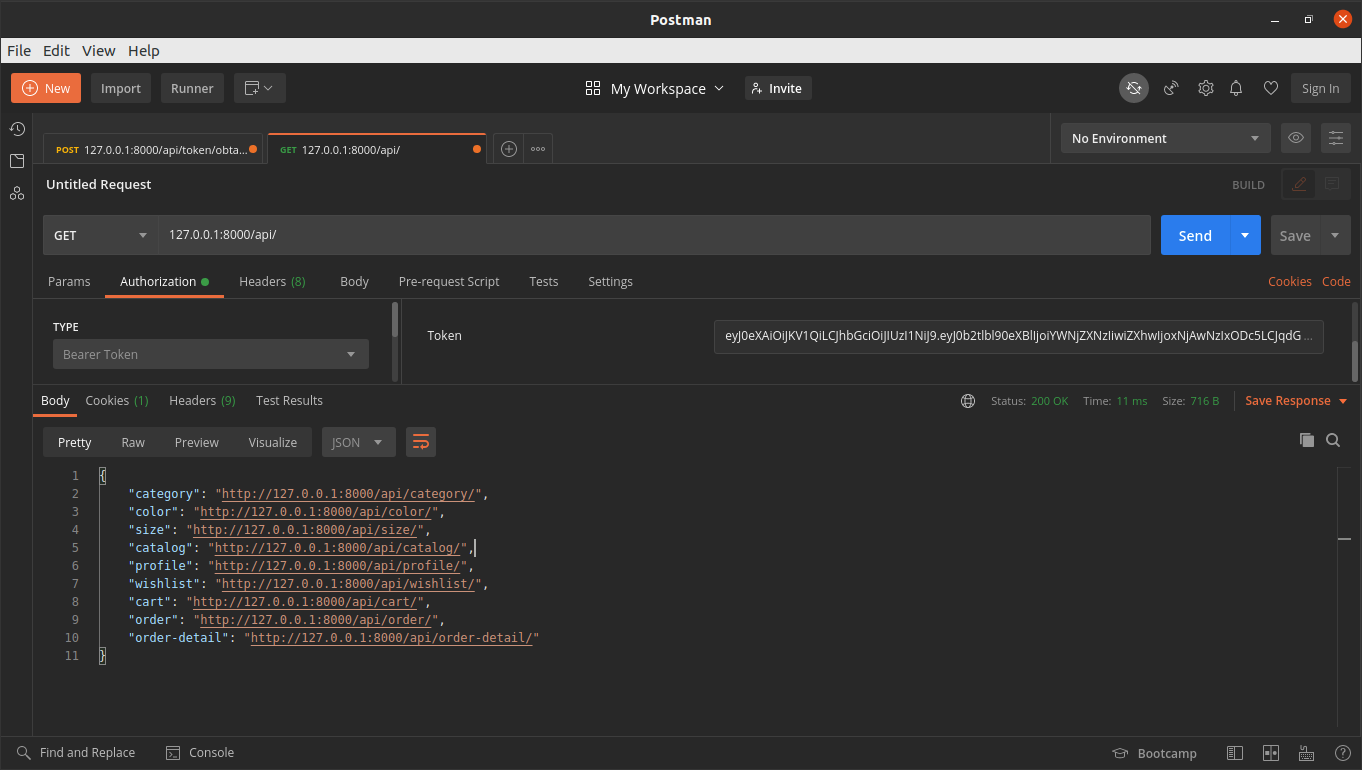 Postman
File Edit View Help
New Import Runner My Workspace Invite Sign In
POST 127.0.0.1:8000/api/token/obta... GET 127.0.0.1:8000/api/ No Environment
Untitled Request BUILD
GET 127.0.0.1:8000/api/ Send Save
Params Authorization Headers (8) Body Pre-request Script Tests Settings Cookies Code
TYPE
Bearer Token
Token eyJ0eXAiOiJKV1QiLCJhbGciOiJIUzI1NiJ9.eyJ0b2tlbl90eXBlIjoiYWNjZXNzIiwiZXhwIjoxNjAwNzIxODc5LCJqdG ...
Body Cookies (1) Headers (9) Test Results Status: 200 OK Time: 11 ms Size: 716 B Save Response
Pretty Raw Preview Visualize JSON
1 {
2 "category": "http://127.0.0.1:8000/api/category/",
3 "color": "http://127.0.0.1:8000/api/color/",
4 "size": "http://127.0.0.1:8000/api/size/",
5 "catalog": "http://127.0.0.1:8000/api/catalog/",
6 "profile": "http://127.0.0.1:8000/api/profile/",
7 "wishlist": "http://127.0.0.1:8000/api/wishlist/",
8 "cart": "http://127.0.0.1:8000/api/cart/",
9 "order": "http://127.0.0.1:8000/api/order/",
10 "order-detail": "http://127.0.0.1:8000/api/order-detail/"
11 }
Find and Replace Console Bootcamp